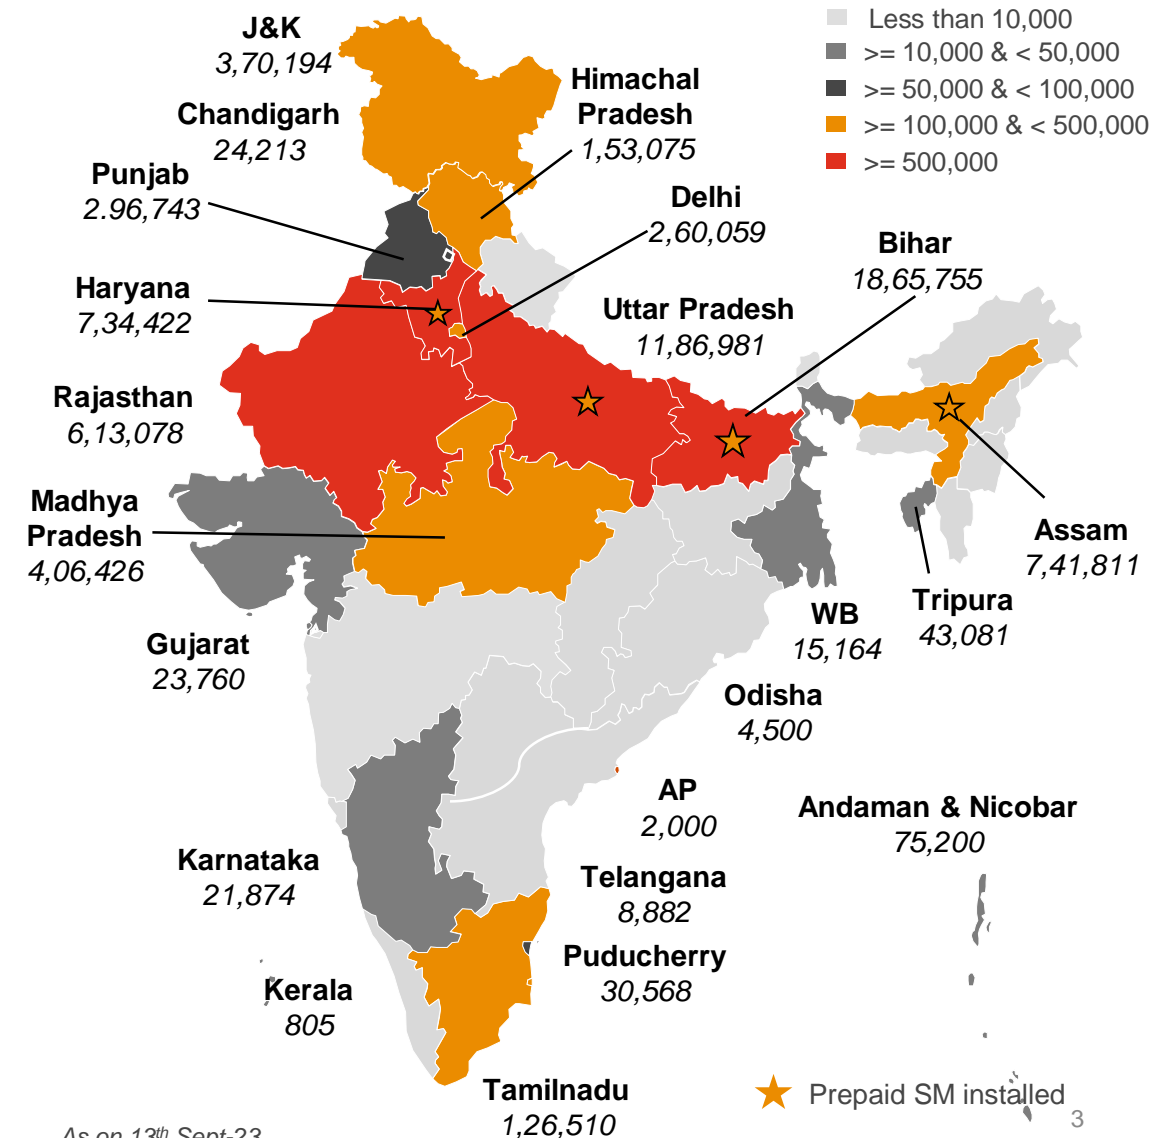 J&K
3,70,194
Chandigarh
24,213
Punjab
2.96,743
Haryana
7,34,422
Rajasthan
6,13,078
Madhya
Pradesh
4,06,426
Gujarat
23,760
Karnataka
21,874
Kerala
805
Himachal
Pradesh
1,53,075
Delhi
2,60,059
Uttar Pradesh
11,86,981
Bihar
18,65,755
Less than 10,000
>= 10,000 & < 50,000
>= 50,000 & < 100,000
>= 100,000 & < 500,000
>= 500,000
Assam
7,41,811
Tripura
43,081
WB
15,164
Odisha
4,500
AP
2,000
Andaman & Nicobar
75,200
Telangana
8,882
Puducherry
30,568
Tamilnadu
1,26,510
Prepaid SM installed
3
As on 13th Sept-23